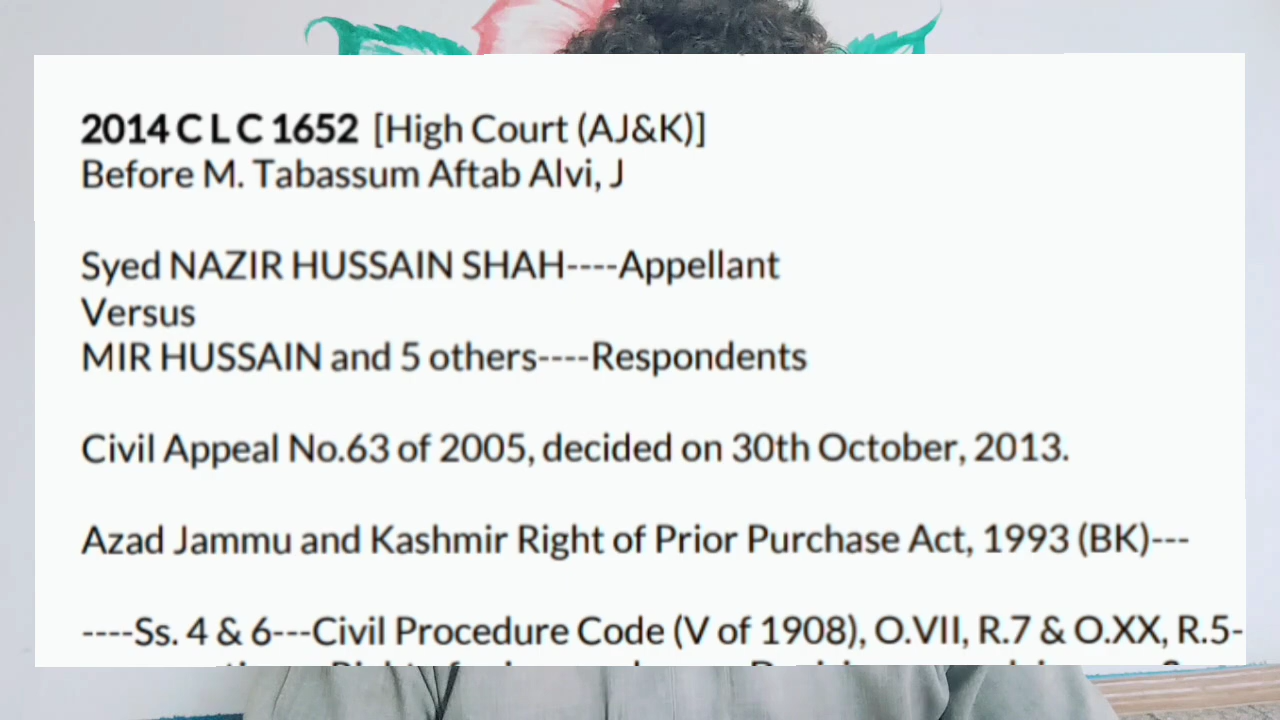 2014 C L C 1652 [High Court (AJ&K)]
Before M. Tabassum Aftab Alvi, J
Syed NAZIR HUSSAIN SHAH----Appellant
Versus
MIR HUSSAIN and 5 others----Respondents
Civil Appeal No.63 of 2005, decided on 30th October, 2013.
Azad Jammu and Kashmir Right of Prior Purchase Act, 1993 (BK)---
----Ss. 4 & 6---Civil Procedure Code (V of 1908), O.VII, R.7 & O.XX, R.5-